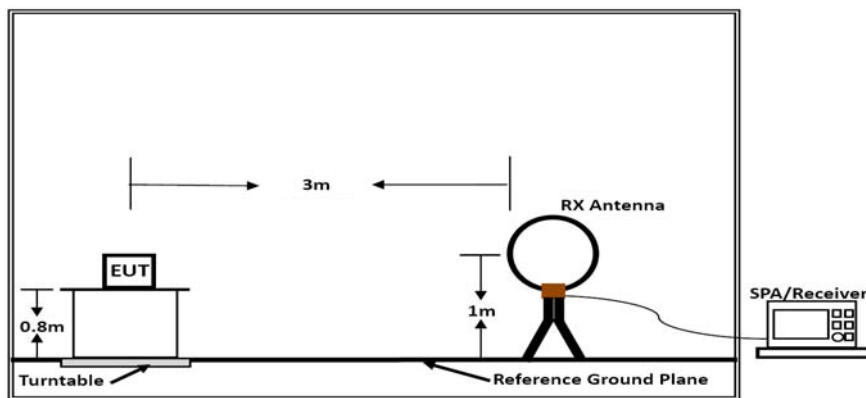 3m
RX Antenna
EUT
SPA/Receiver
0.8m
1m
Turntable
Reference Ground Plane